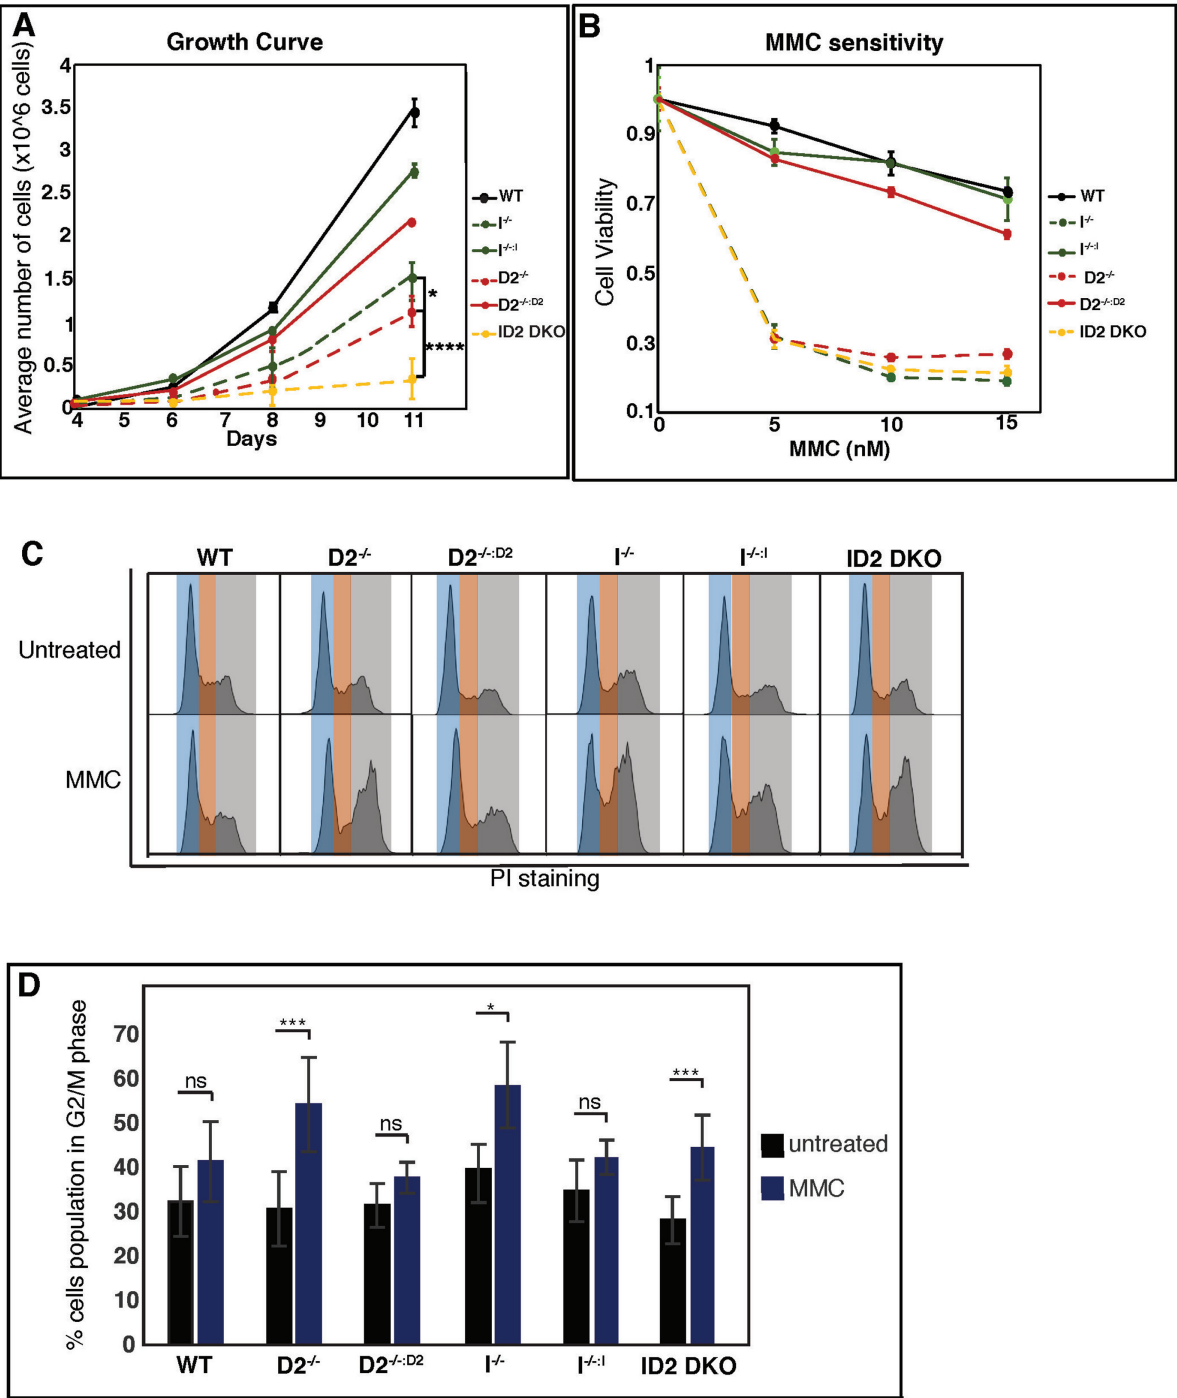 A
Growth Curve
Average number of cells (x10^6 cells)
4
3.5
3
2.5
2
1.5
1
0.5
0
4 5 6 7 8 9 10 11
Days
*
****
WT
I-/-
I-/-:I
D2-/-
D2-/-:D2
ID2 DKO
B
MMC sensitivity
Cell Viability
1
0.9
0.7
0.5
0.3
0.1
0 5 10 15
MMC (nM)
WT
I-/-
I-/-:I
D2-/-
D2-/-:D2
ID2 DKO
C
WT D2-/- D2-/-:D2 I-/- I-/-:I ID2 DKO
Untreated
MMC
PI staining
D
% cells population in G2/M phase
70
60
50
40
30
20
10
0
ns *** ns * ns ***
WT D2-/- D2-/-:D2 I-/- I-/-:I ID2 DKO
untreated
MMC